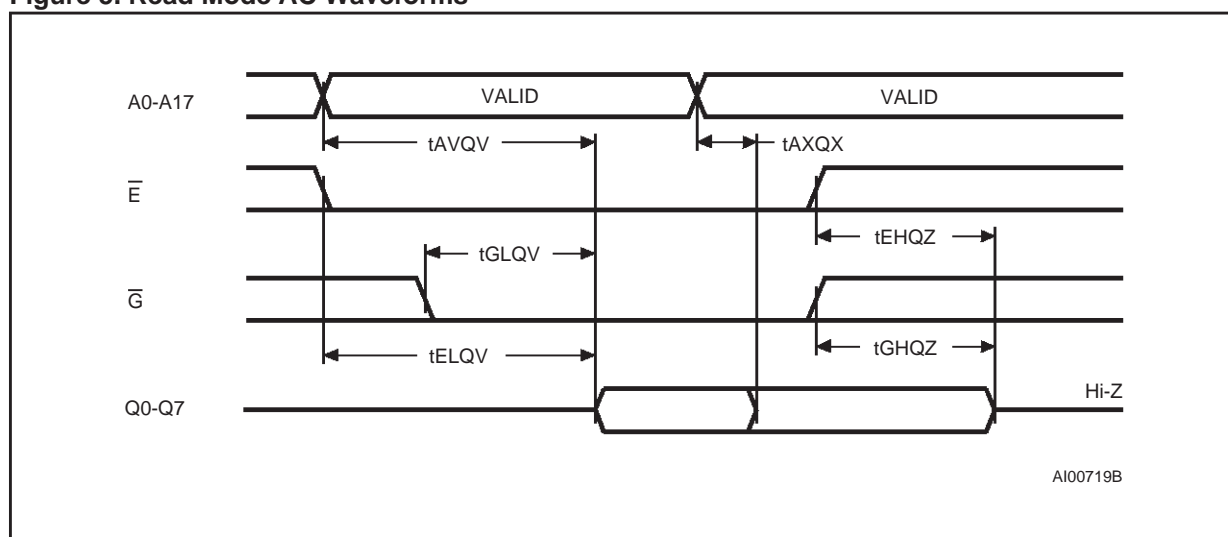 Figure 5. Read Mode AC Waveforms
A0-A17
VALID
VALID
tAVQV
tAXQX
E
tEHQZ
tGLQV
G
tGHQZ
tELQV
Q0-Q7
Hi-Z
AI00719B